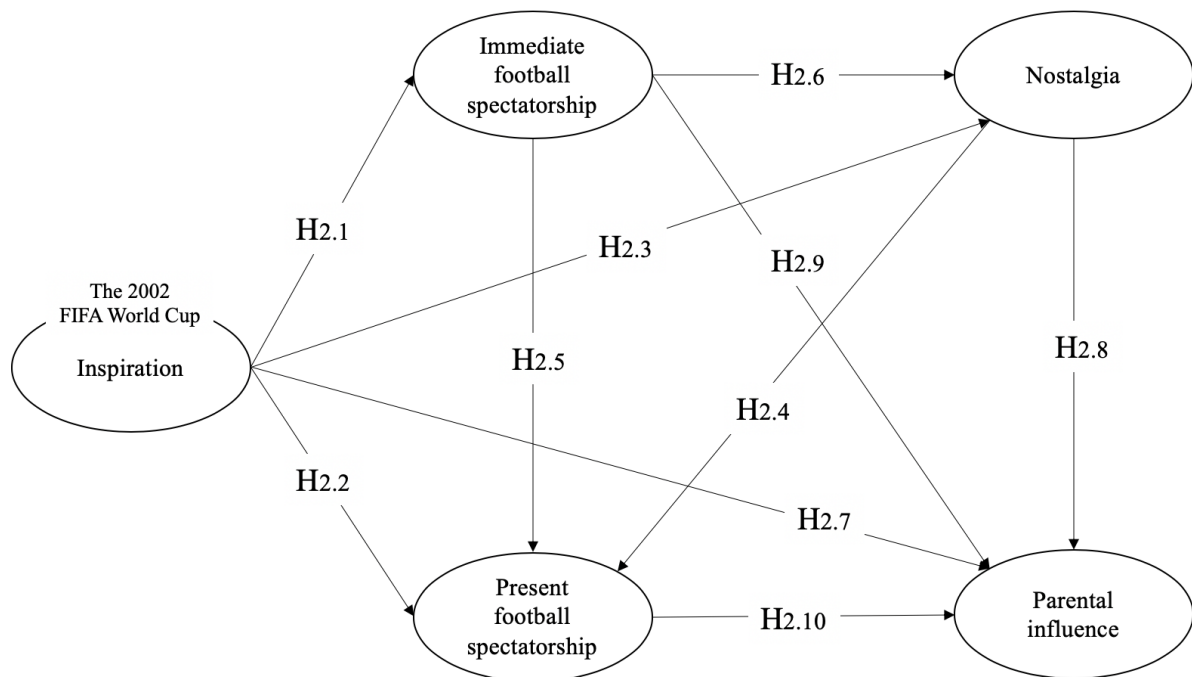 Immediate
football
spectatorship
H2.6
Nostalgia
H2.1
H2.3
H2.9
The 2002
FIFA World Cup
Inspiration
H2.5
H2.8
H2.4
H2.2
H2.7
Present
football
spectatorship
H2.10
Parental
influence